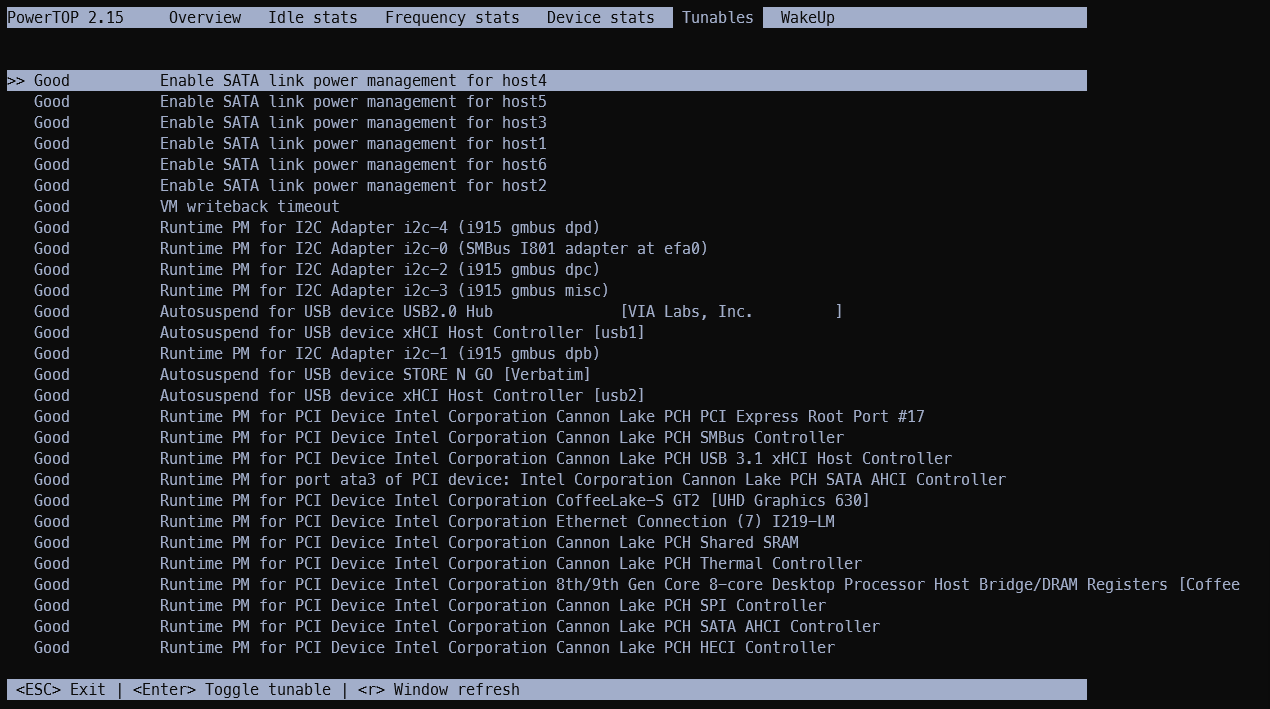 PowerTOP 2.15     Overview   Idle stats   Frequency stats   Device stats   Tunables   WakeUp
>> Good          Enable SATA link power management for host4
   Good          Enable SATA link power management for host5
   Good          Enable SATA link power management for host3
   Good          Enable SATA link power management for host1
   Good          Enable SATA link power management for host6
   Good          Enable SATA link power management for host2
   Good          VM writeback timeout
   Good          Runtime PM for I2C Adapter i2c-4 (i915 gmbus dpd)
   Good          Runtime PM for I2C Adapter i2c-0 (SMBus I801 adapter at efa0)
   Good          Runtime PM for I2C Adapter i2c-2 (i915 gmbus dpc)
   Good          Runtime PM for I2C Adapter i2c-3 (i915 gmbus misc)
   Good          Autosuspend for USB device USB2.0 Hub              [VIA Labs, Inc.         ]
   Good          Autosuspend for USB device xHCI Host Controller [usb1]
   Good          Runtime PM for I2C Adapter i2c-1 (i915 gmbus dpb)
   Good          Autosuspend for USB device STORE N GO [Verbatim]
   Good          Autosuspend for USB device xHCI Host Controller [usb2]
   Good          Runtime PM for PCI Device Intel Corporation Cannon Lake PCH PCI Express Root Port #17
   Good          Runtime PM for PCI Device Intel Corporation Cannon Lake PCH SMBus Controller
   Good          Runtime PM for PCI Device Intel Corporation Cannon Lake PCH USB 3.1 xHCI Host Controller
   Good          Runtime PM for port ata3 of PCI device: Intel Corporation Cannon Lake PCH SATA AHCI Controller
   Good          Runtime PM for PCI Device Intel Corporation CoffeeLake-S GT2 [UHD Graphics 630]
   Good          Runtime PM for PCI Device Intel Corporation Ethernet Connection (7) I219-LM
   Good          Runtime PM for PCI Device Intel Corporation Cannon Lake PCH Shared SRAM
   Good          Runtime PM for PCI Device Intel Corporation Cannon Lake PCH Thermal Controller
   Good          Runtime PM for PCI Device Intel Corporation 8th/9th Gen Core 8-core Desktop Processor Host Bridge/DRAM Registers [Coffee
   Good          Runtime PM for PCI Device Intel Corporation Cannon Lake PCH SPI Controller
   Good          Runtime PM for PCI Device Intel Corporation Cannon Lake PCH SATA AHCI Controller
   Good          Runtime PM for PCI Device Intel Corporation Cannon Lake PCH HECI Controller
 <ESC> Exit | <Enter> Toggle tunable | <r> Window refresh